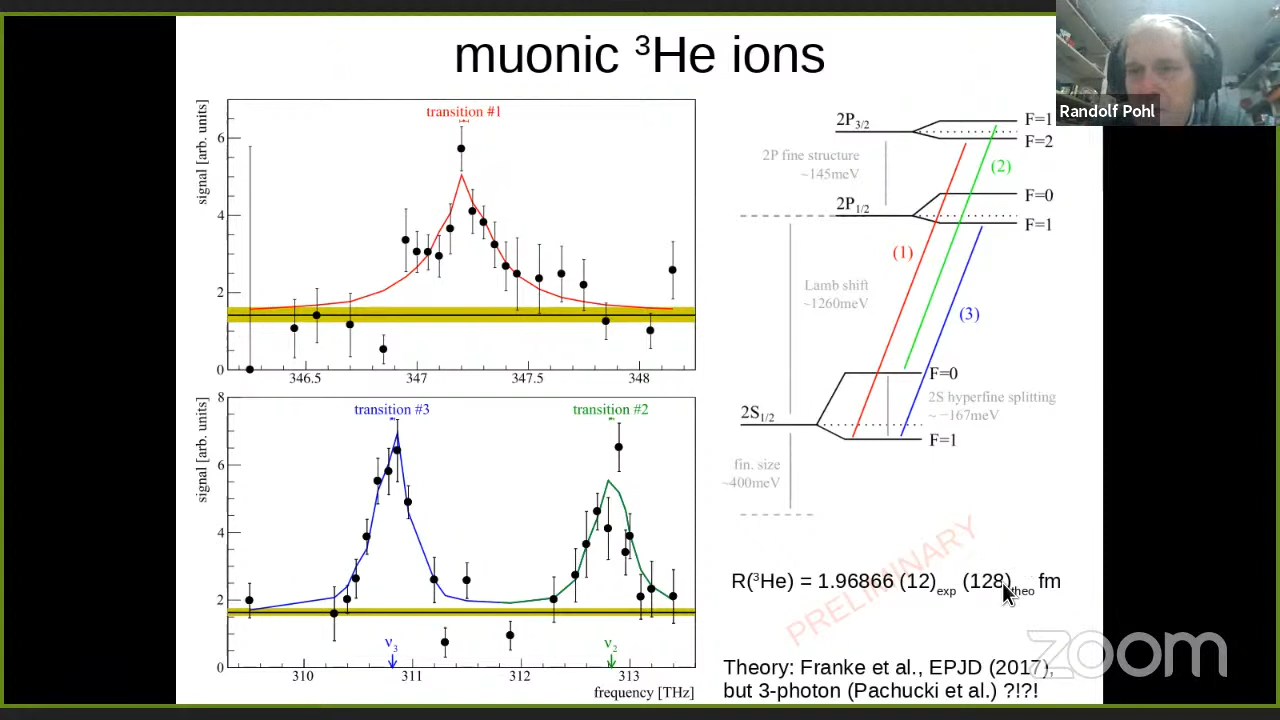 muonic ³He ions
Randolf Pohl
signal [arb. units]
transition #1
6
4
2
0
346.5
347
347.5
348
signal [arb. units]
transition #3
transition #2
8
6
4
2
0
ν₃
ν₂
310
311
312
313
frequency [THz]
2P₃/₂
F=1
F=2
2P fine structure
~145meV
(2)
2P₁/₂
F=0
F=1
(1)
Lamb shift
~1260meV
(3)
2S₁/₂
F=0
2S hyperfine splitting
~ −167meV
F=1
fin. size
~400meV
PRELIMINARY
R(³He) = 1.96866 (12)exp (128)theo fm
Theory: Franke et al., EPJD (2017),
but 3-photon (Pachucki et al.) ?!?!
zoom